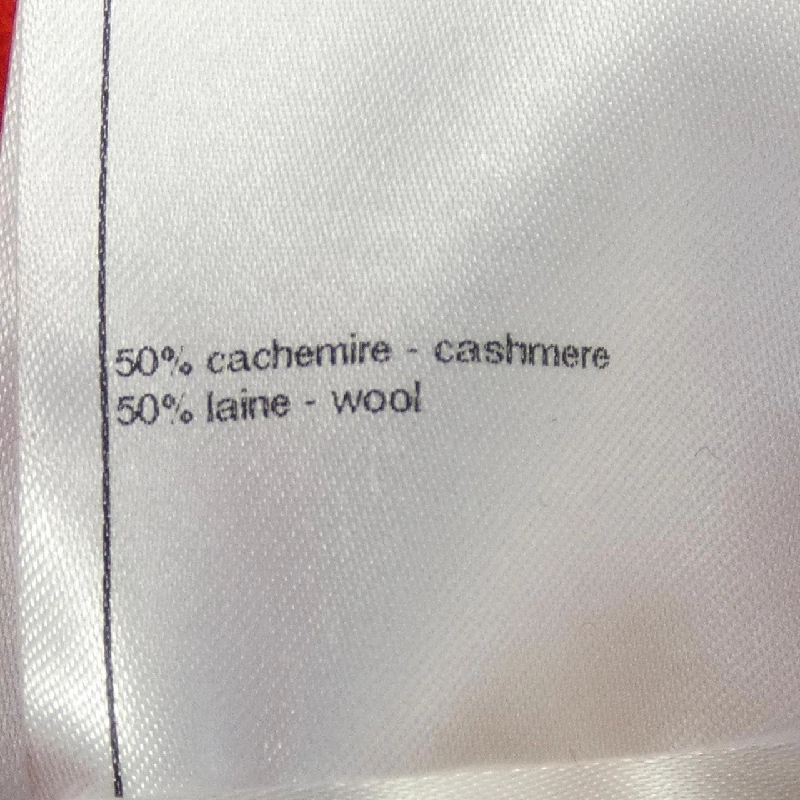 50% cachemire - cashmere
50% laine - wool